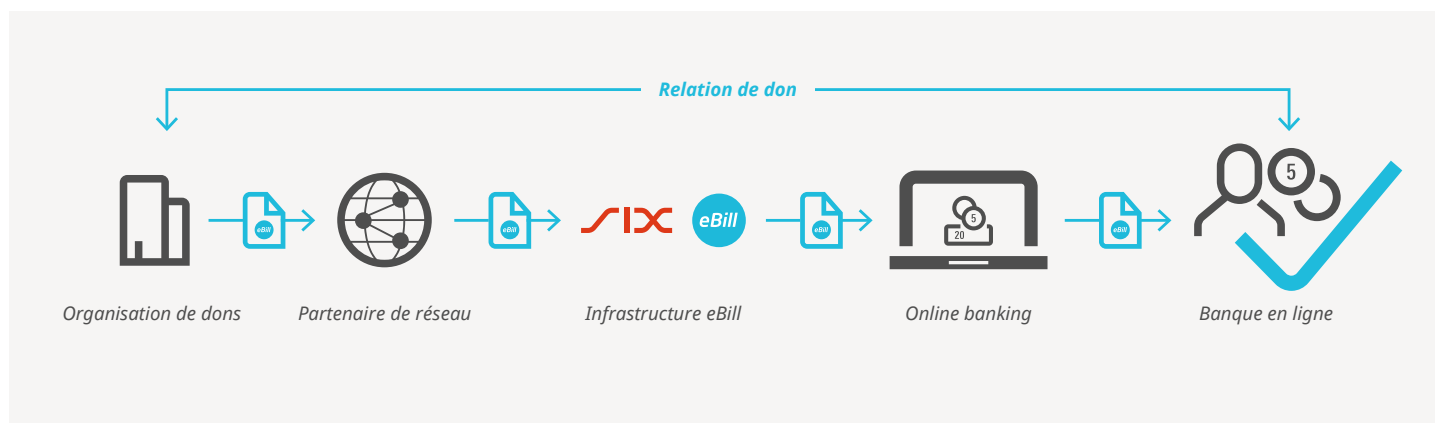 Relation de don
5
eBill
eBill
SIX
eBill
eBill
5
20
eBill
Organisation de dons
Partenaire de réseau
Infrastructure eBill
Online banking
Banque en ligne